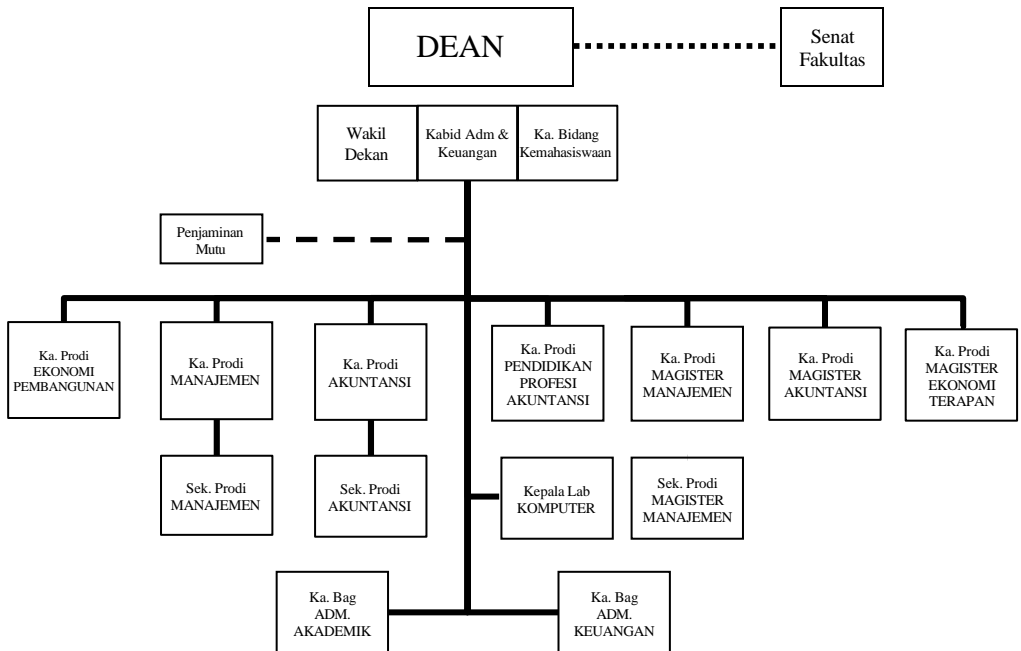 DEAN
Senat
Fakultas
Wakil
Dekan
Kabid Adm &
Keuangan
Ka. Bidang
Kemahasiswaan
Penjaminan
Mutu
Ka. Prodi
EKONOMI
PEMBANGUNAN
Ka. Prodi
MANAJEMEN
Ka. Prodi
AKUNTANSI
Ka. Prodi
PENDIDIKAN
PROFESI
AKUNTANSI
Ka. Prodi
MAGISTER
MANAJEMEN
Ka. Prodi
MAGISTER
AKUNTANSI
Ka. Prodi
MAGISTER
EKONOMI
TERAPAN
Sek. Prodi
MANAJEMEN
Sek. Prodi
AKUNTANSI
Kepala Lab
KOMPUTER
Sek. Prodi
MAGISTER
MANAJEMEN
Ka. Bag
ADM.
AKADEMIK
Ka. Bag
ADM.
KEUANGAN